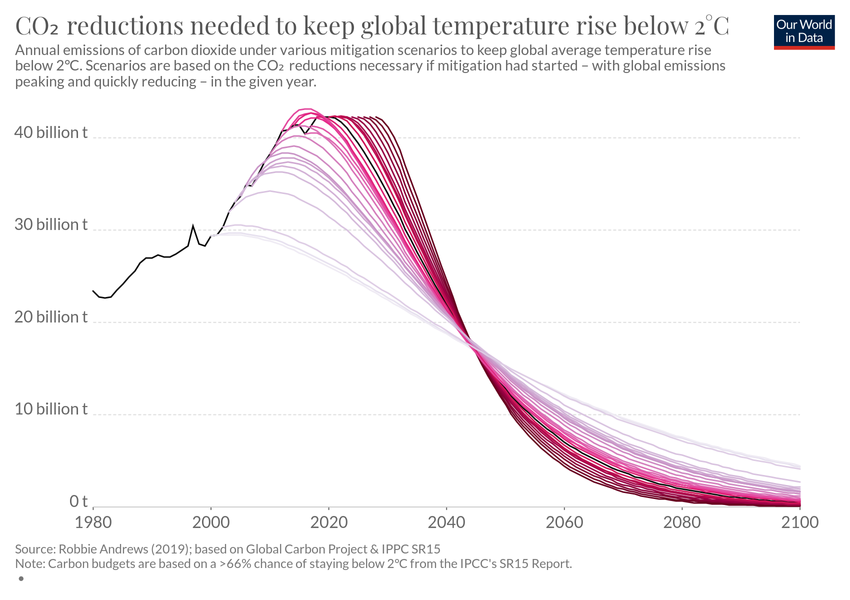 CO₂ reductions needed to keep global temperature rise below 2°C
Our World
in Data
Annual emissions of carbon dioxide under various mitigation scenarios to keep global average temperature rise
below 2°C. Scenarios are based on the CO₂ reductions necessary if mitigation had started – with global emissions
peaking and quickly reducing – in the given year.
40 billion t
30 billion t
20 billion t
10 billion t
0 t
1980 2000 2020 2040 2060 2080 2100
Source: Robbie Andrews (2019); based on Global Carbon Project & IPPC SR15
Note: Carbon budgets are based on a >66% chance of staying below 2°C from the IPCC's SR15 Report.